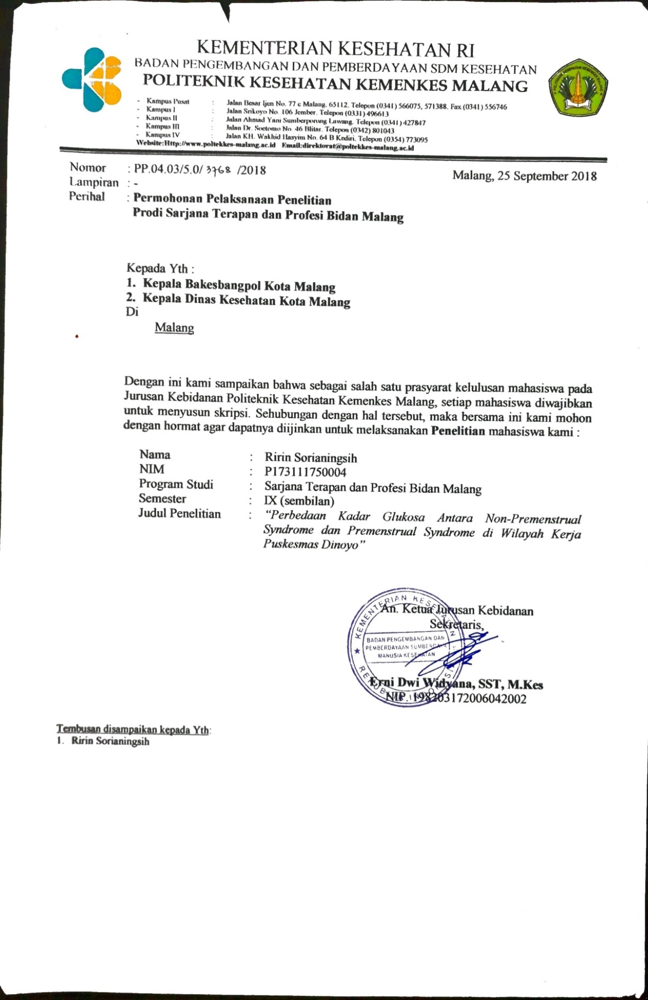 KEMENTERIAN KESEHATAN RI
BADAN PENGEMBANGAN DAN PEMBERDAYAAN SDM KESEHATAN
POLITEKNIK KESEHATAN KEMENKES MALANG
- Kampus Pusat : Jalan Besar Ijen No. 77 c Malang. 65112. Telepon (0341) 566075, 571388. Fax (0341) 556746
- Kampus I : Jalan Srikoyo No. 106 Jember. Telepon (0331) 496613
- Kampus II : Jalan Ahmad Yani Sumberporong Lawang. Telepon (0341) 427847
- Kampus III : Jalan Dr. Soetomo No. 46 Blitar. Telepon (0342) 801043
- Kampus IV : Jalan KH. Wakhid Hasyim No. 64 B Kediri. Telepon (0354) 773095
Website:Http://www.poltekkes-malang.ac.id Email:direktorat@poltekkes-malang.ac.id
Nomor : PP.04.03/5.0/ 3768 /2018
Malang, 25 September 2018
Lampiran : -
Perihal : Permohonan Pelaksanaan Penelitian
Prodi Sarjana Terapan dan Profesi Bidan Malang
Kepada Yth :
1. Kepala Bakesbangpol Kota Malang
2. Kepala Dinas Kesehatan Kota Malang
Di
Malang
Dengan ini kami sampaikan bahwa sebagai salah satu prasyarat kelulusan mahasiswa pada
Jurusan Kebidanan Politeknik Kesehatan Kemenkes Malang, setiap mahasiswa diwajibkan
untuk menyusun skripsi. Sehubungan dengan hal tersebut, maka bersama ini kami mohon
dengan hormat agar dapatnya diijinkan untuk melaksanakan Penelitian mahasiswa kami :
Nama : Ririn Sorianingsih
NIM : P173111750004
Program Studi : Sarjana Terapan dan Profesi Bidan Malang
Semester : IX (sembilan)
Judul Penelitian : “Perbedaan Kadar Glukosa Antara Non-Premenstrual
Syndrome dan Premenstrual Syndrome di Wilayah Kerja
Puskesmas Dinoyo”
An. Ketua Jurusan Kebidanan
Sekretaris,
KEMENTERIAN KESEHATAN
BADAN PENGEMBANGAN DAN
PEMBERDAYAAN SUMBERDAYA
MANUSIA KESEHATAN
REPUBLIK INDONESIA
Erni Dwi Widyana, SST, M.Kes
NIP. 198203172006042002
Tembusan disampaikan kepada Yth:
1. Ririn Sorianingsih